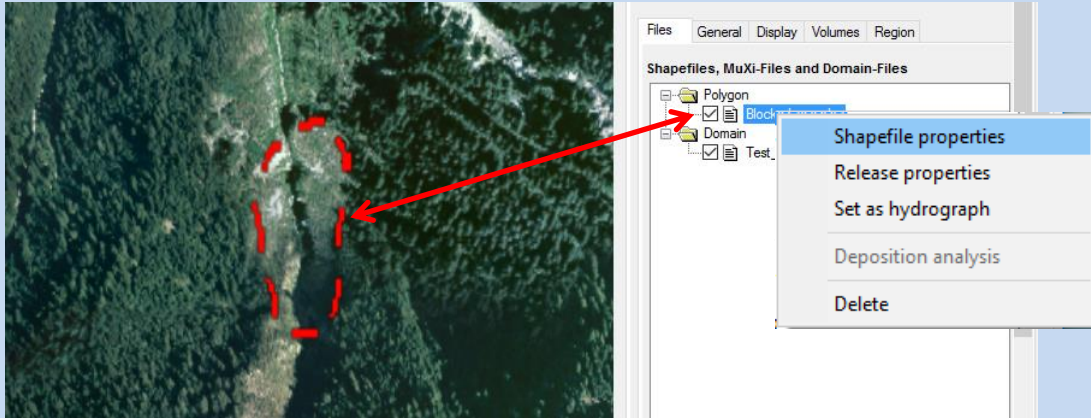 Files General Display Volumes Region
Shapefiles, MuXi-Files and Domain-Files
Polygon
Domain
Test_
Shapefile properties
Release properties
Set as hydrograph
Deposition analysis
Delete